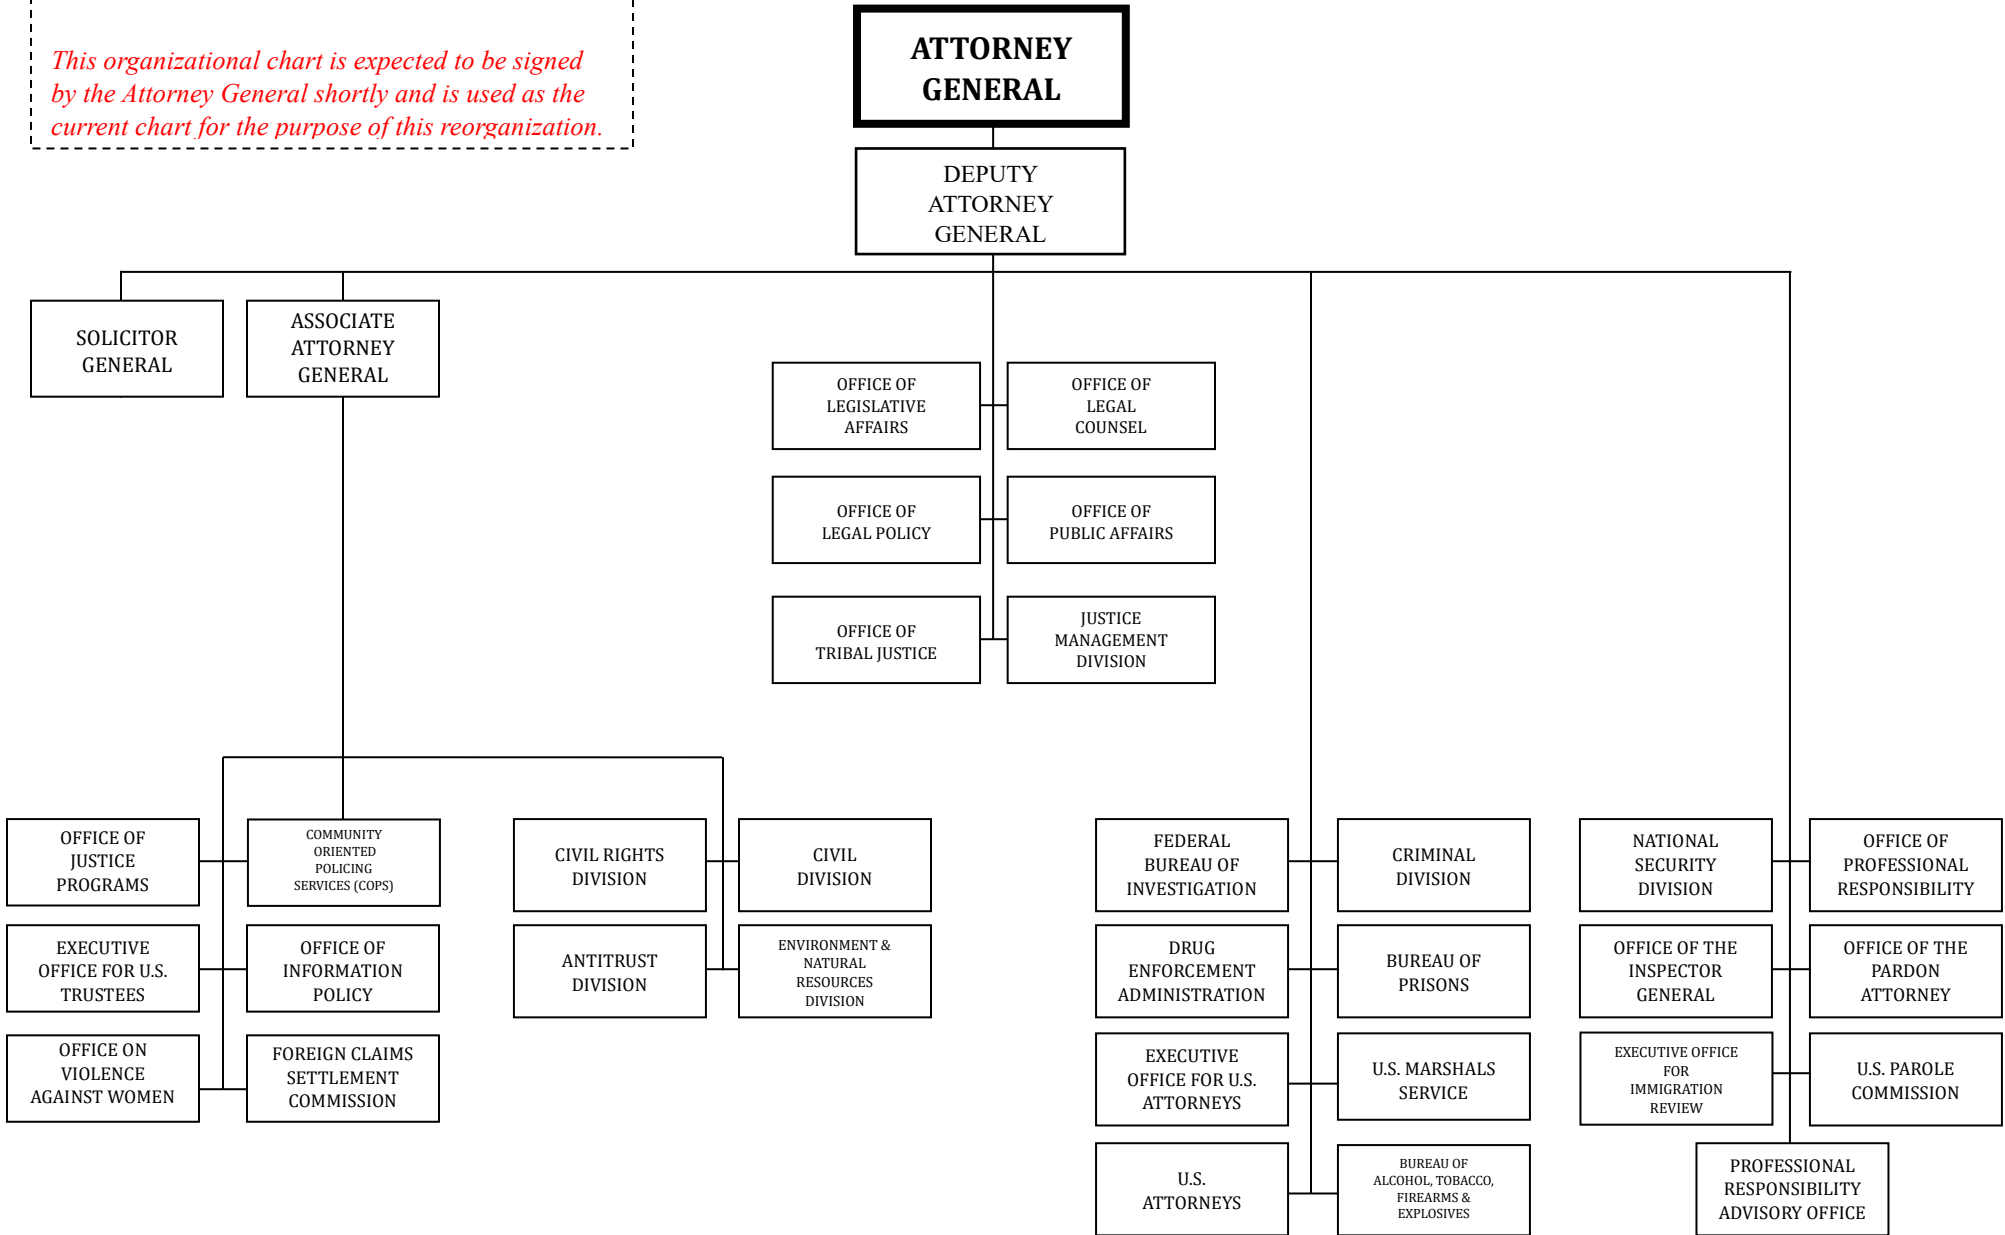 This organizational chart is expected to be signed
by the Attorney General shortly and is used as the
current chart for the purpose of this reorganization.
ATTORNEY
GENERAL
DEPUTY
ATTORNEY
GENERAL
SOLICITOR
GENERAL
ASSOCIATE
ATTORNEY
GENERAL
OFFICE OF
LEGISLATIVE
AFFAIRS
OFFICE OF
LEGAL
COUNSEL
OFFICE OF
LEGAL POLICY
OFFICE OF
PUBLIC AFFAIRS
OFFICE OF
TRIBAL JUSTICE
JUSTICE
MANAGEMENT
DIVISION
OFFICE OF
JUSTICE
PROGRAMS
COMMUNITY
ORIENTED
POLICING
SERVICES (COPS)
EXECUTIVE
OFFICE FOR U.S.
TRUSTEES
OFFICE OF
INFORMATION
POLICY
OFFICE ON
VIOLENCE
AGAINST WOMEN
FOREIGN CLAIMS
SETTLEMENT
COMMISSION
CIVIL RIGHTS
DIVISION
CIVIL
DIVISION
ANTITRUST
DIVISION
ENVIRONMENT &
NATURAL
RESOURCES
DIVISION
FEDERAL
BUREAU OF
INVESTIGATION
CRIMINAL
DIVISION
DRUG
ENFORCEMENT
ADMINISTRATION
BUREAU OF
PRISONS
EXECUTIVE
OFFICE FOR U.S.
ATTORNEYS
U.S. MARSHALS
SERVICE
U.S.
ATTORNEYS
BUREAU OF
ALCOHOL, TOBACCO,
FIREARMS &
EXPLOSIVES
NATIONAL
SECURITY
DIVISION
OFFICE OF
PROFESSIONAL
RESPONSIBILITY
OFFICE OF THE
INSPECTOR
GENERAL
OFFICE OF THE
PARDON
ATTORNEY
EXECUTIVE OFFICE
FOR
IMMIGRATION
REVIEW
U.S. PAROLE
COMMISSION
PROFESSIONAL
RESPONSIBILITY
ADVISORY OFFICE